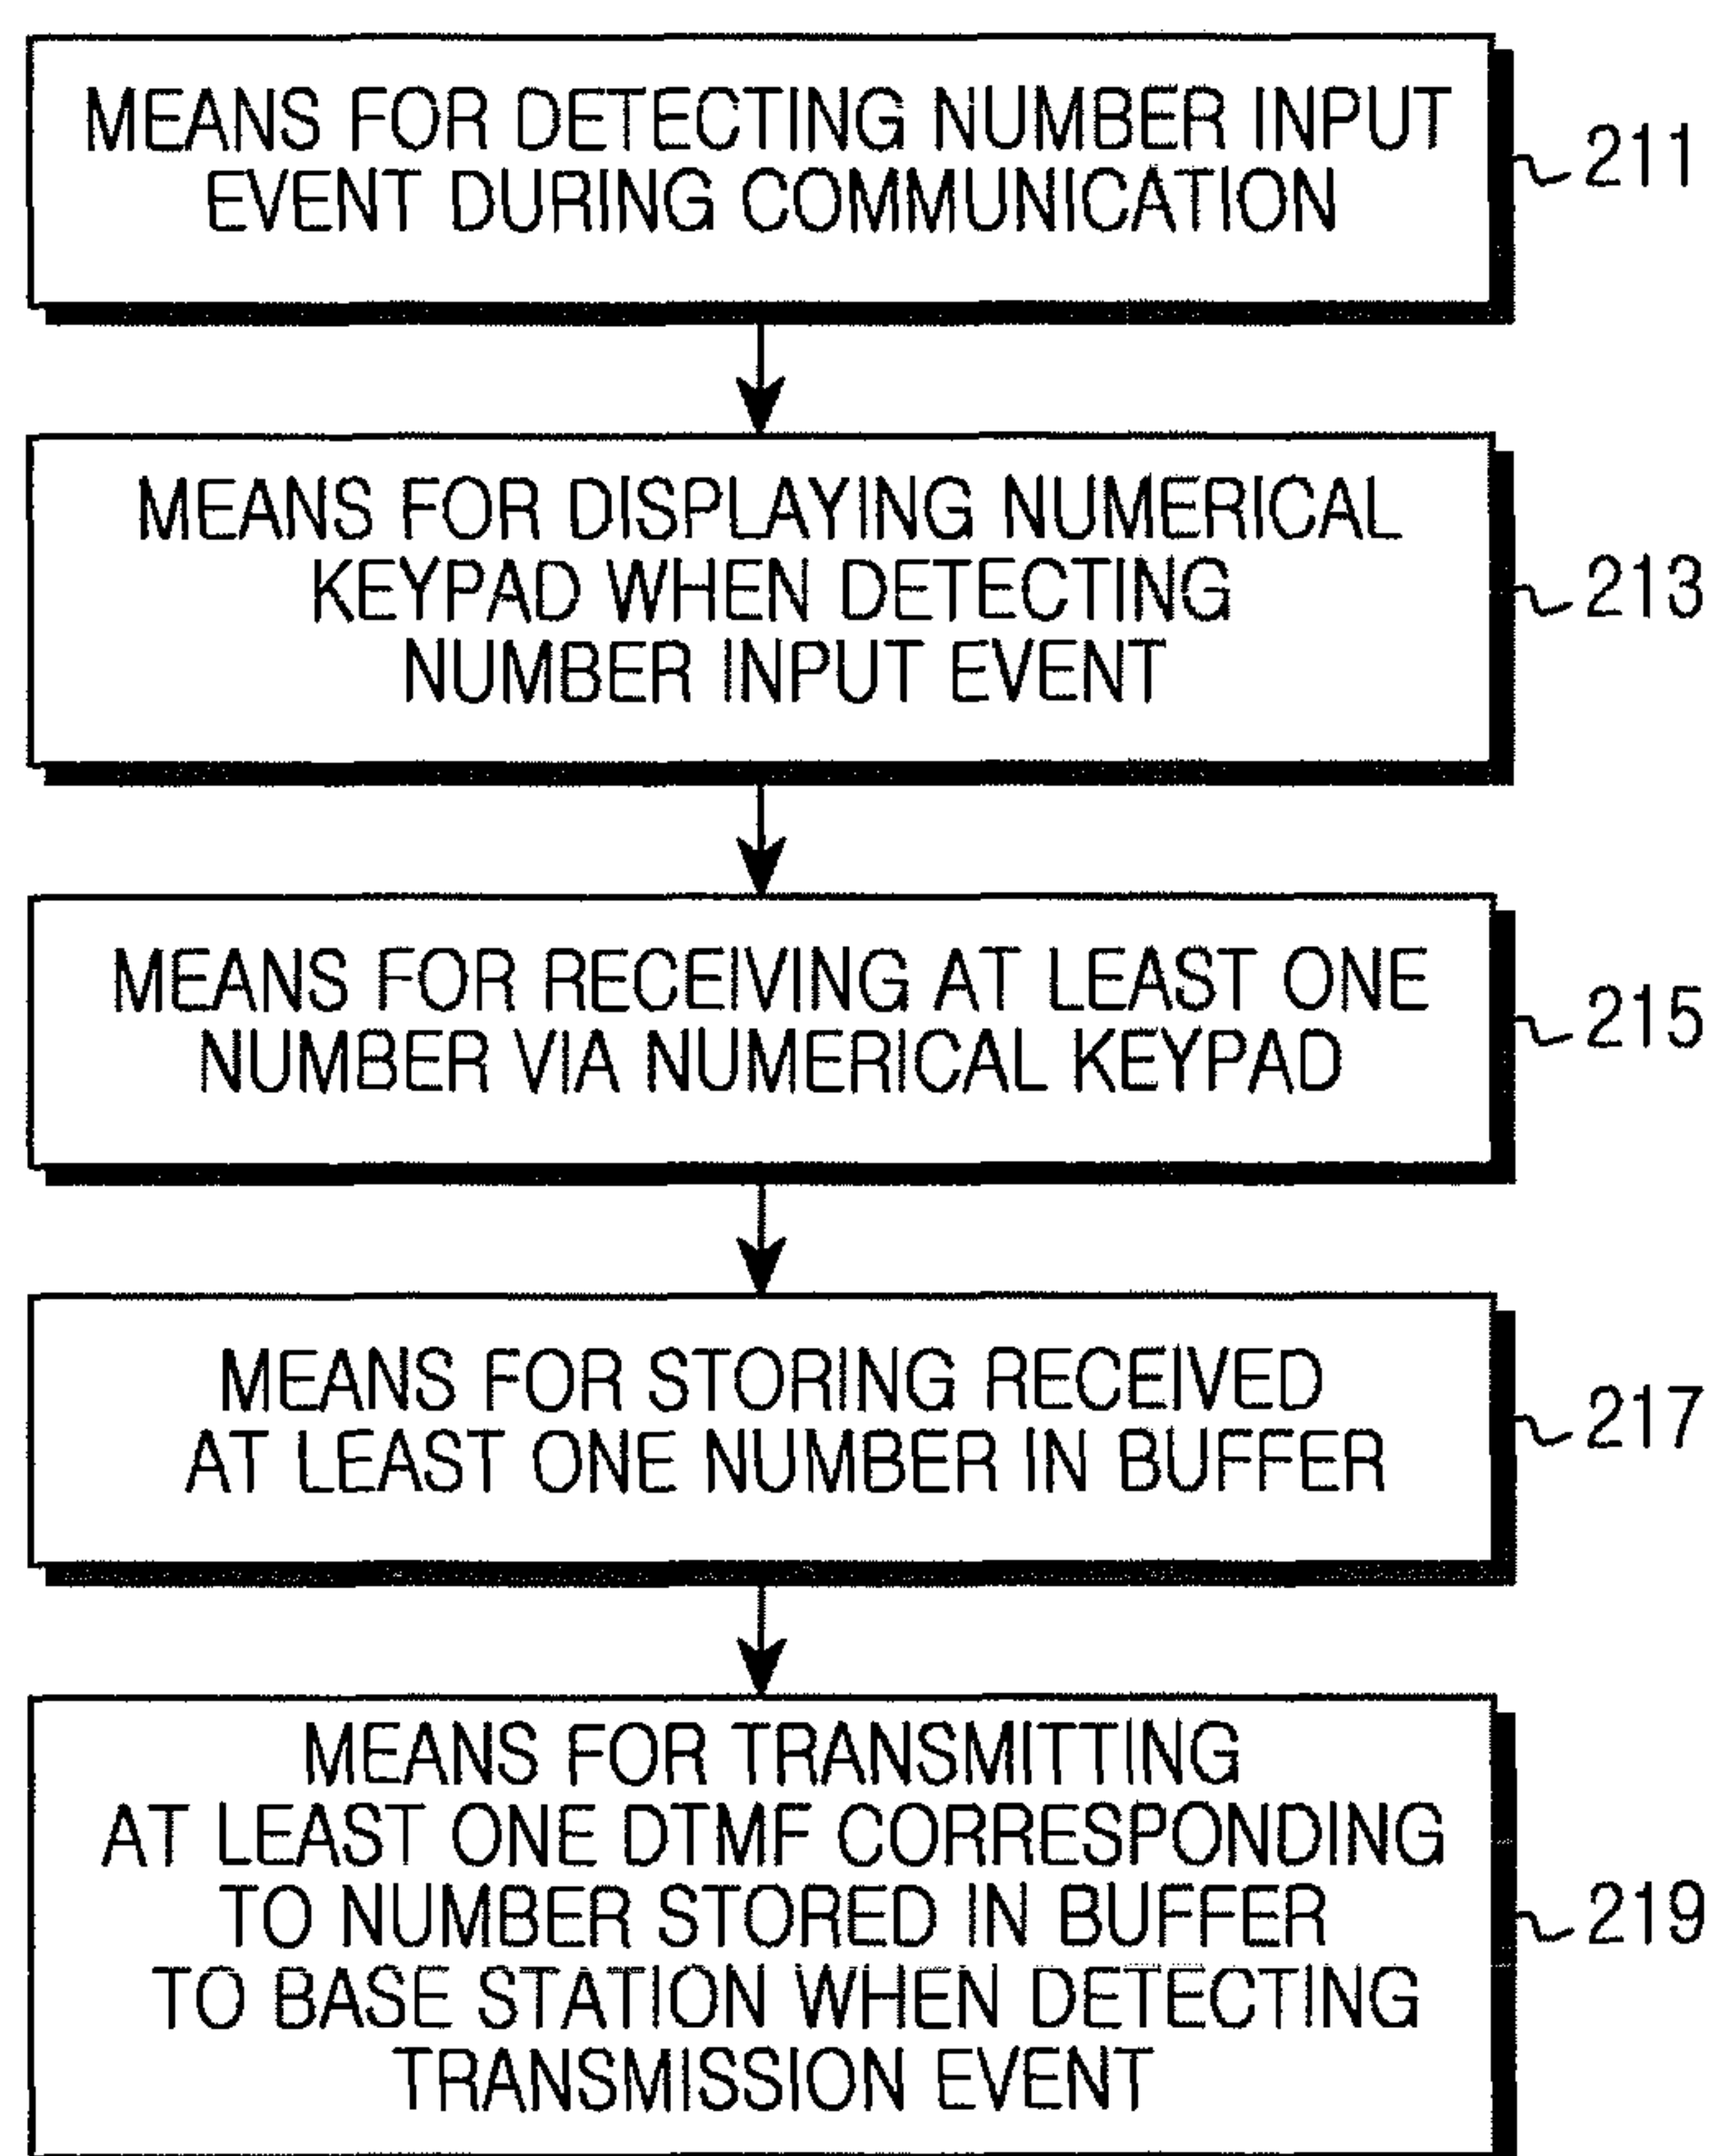 MEANS FOR DETECTING NUMBER INPUT
EVENT DURING COMMUNICATION
211
MEANS FOR DISPLAYING NUMERICAL
KEYPAD WHEN DETECTING
NUMBER INPUT EVENT
213
MEANS FOR RECEIVING AT LEAST ONE
NUMBER VIA NUMERICAL KEYPAD
215
MEANS FOR STORING RECEIVED
AT LEAST ONE NUMBER IN BUFFER
217
MEANS FOR TRANSMITTING
AT LEAST ONE DTMF CORRESPONDING
TO NUMBER STORED IN BUFFER
TO BASE STATION WHEN DETECTING
TRANSMISSION EVENT
219